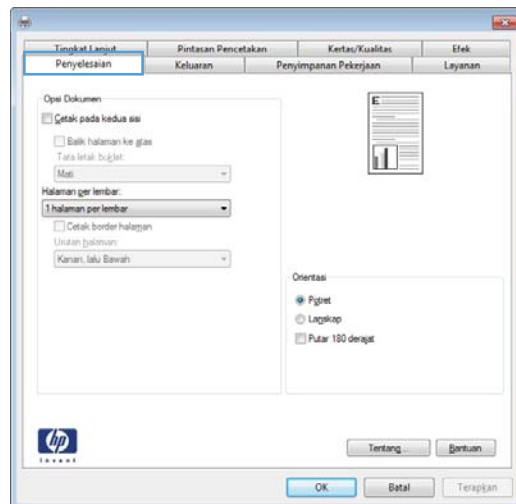 Tingkat Lanjut Pintasan Pencetakan Kertas/Kualitas Efek
Penyelesaian Keluaran Penyimpanan Pekerjaan Layanan
Opsi Dokumen
Cetak pada kedua sisi
Balik halaman ke atas
Tata letak buklet:
Mati
Halaman per lembar:
1 halaman per lembar
Cetak border halaman
Urutan halaman:
Kanan, lalu Bawah
E
Orientasi
Potret
Lanskap
Putar 180 derajat
hp
invent
Tentang... Bantuan
OK Batal Terapkan